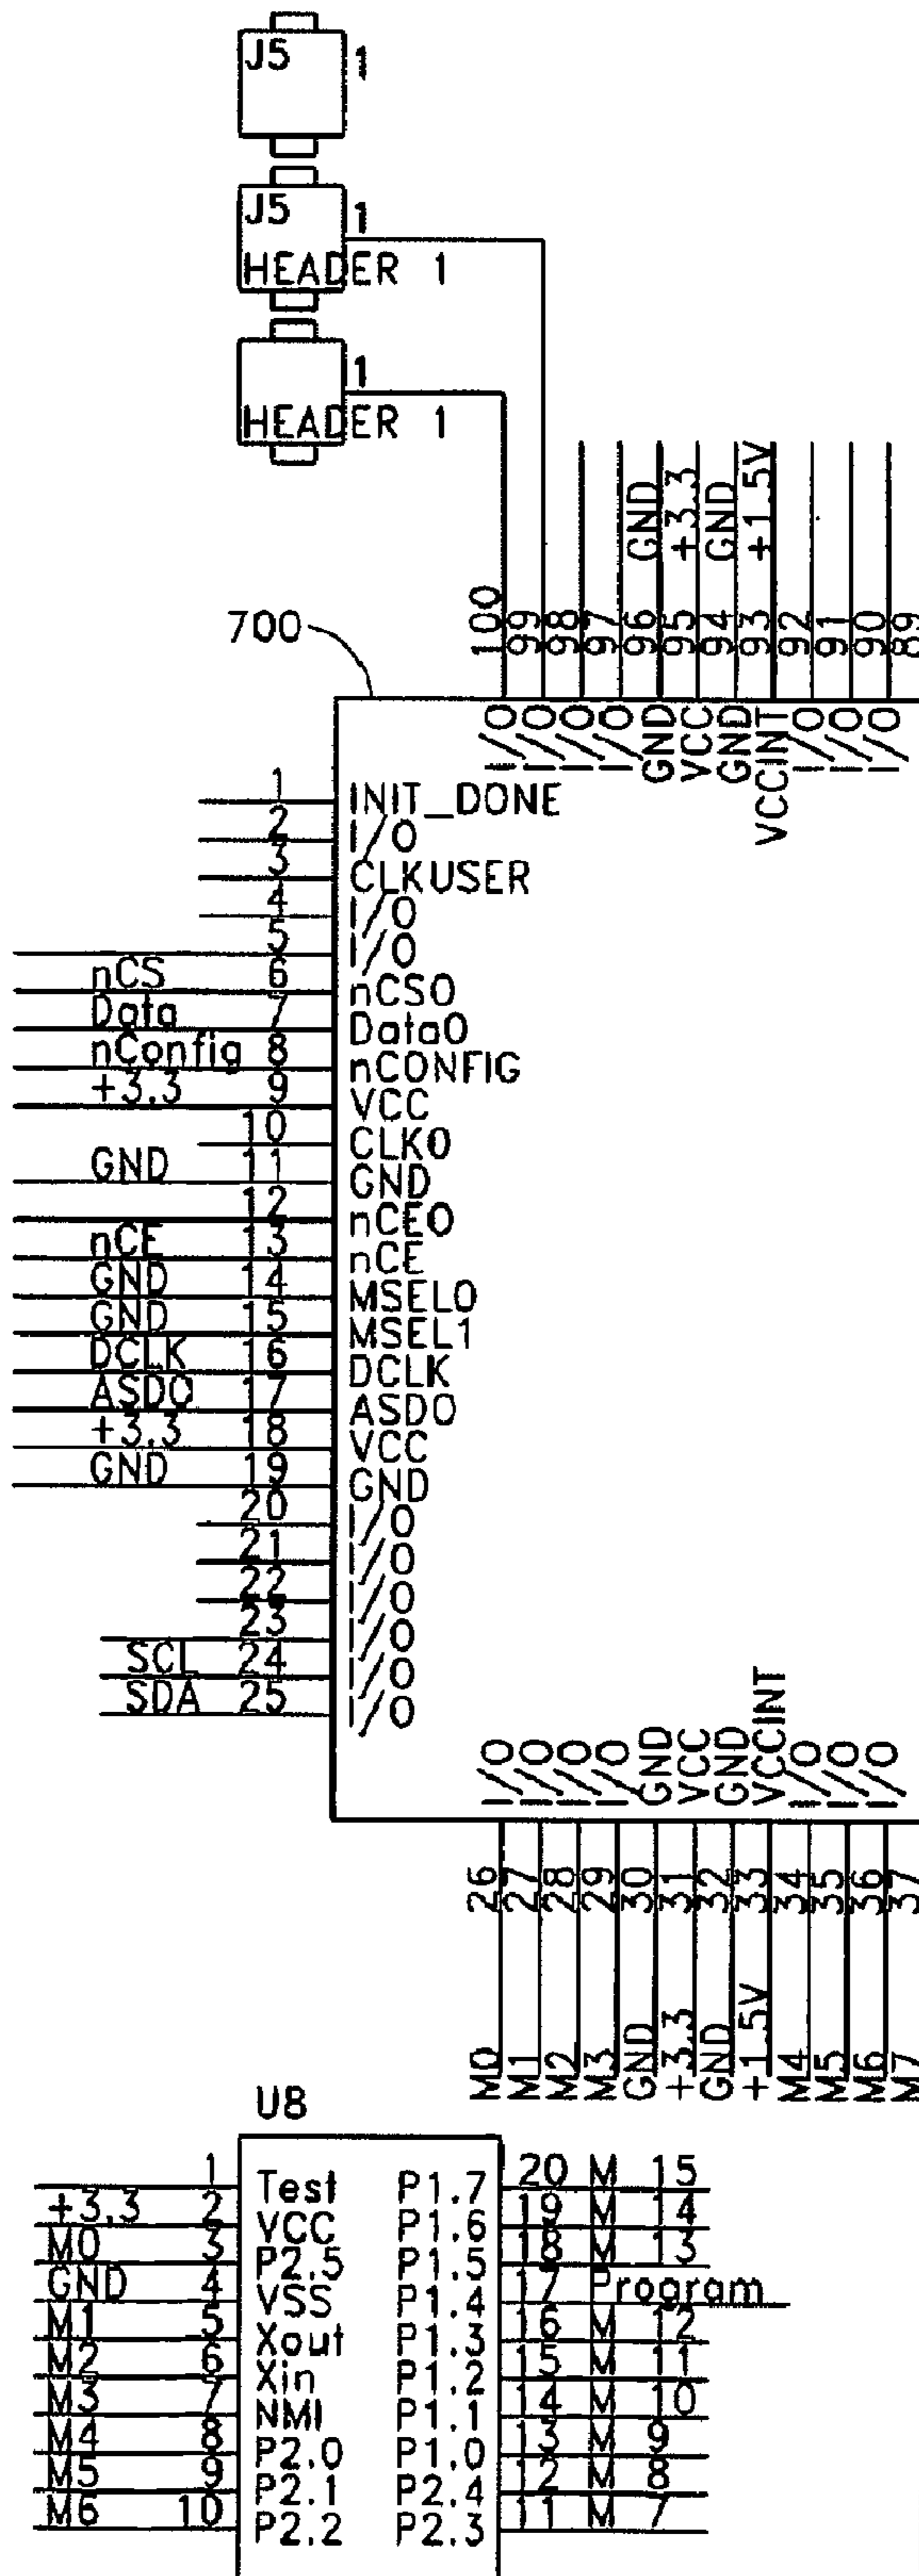 J5 1
J5 1
HEADER 1
1
HEADER 1
700
100 99 98 97 96 95 94 93 92 91 90 89
GND +3.3 GND +1.5V
I/O I/O I/O I/O GND VCC GND VCCINT I/O I/O I/O
1 INIT_DONE
2 I/O
3 CLKUSER
4 I/O
5 I/O
nCS 6 nCSO
Data 7 Data0
nConfig 8 nCONFIG
+3.3 9 VCC
10 CLK0
GND 11 GND
12 nCEO
nCE 13 nCE
GND 14 MSEL0
GND 15 MSEL1
DCLK 16 DCLK
ASDO 17 ASDO
+3.3 18 VCC
GND 19 GND
20 I/O
21 I/O
22 I/O
23 I/O
SCL 24 I/O
SDA 25 I/O
I/O I/O I/O I/O GND VCC GND VCCINT I/O I/O I/O
26 27 28 29 30 31 32 33 34 35 36 37
M0 M1 M2 M3 GND +3.3 GND +1.5V M4 M5 M6 M7
U8
1 Test P1.7 20 M 15
+3.3 2 VCC P1.6 19 M 14
M0 3 P2.5 P1.5 18 M 13
GND 4 VSS P1.4 17 Program
M1 5 Xout P1.3 16 M 12
M2 6 Xin P1.2 15 M 11
M3 7 NMI P1.1 14 M 10
M4 8 P2.0 P1.0 13 M 9
M5 9 P2.1 P2.4 12 M 8
M6 10 P2.2 P2.3 11 M 7